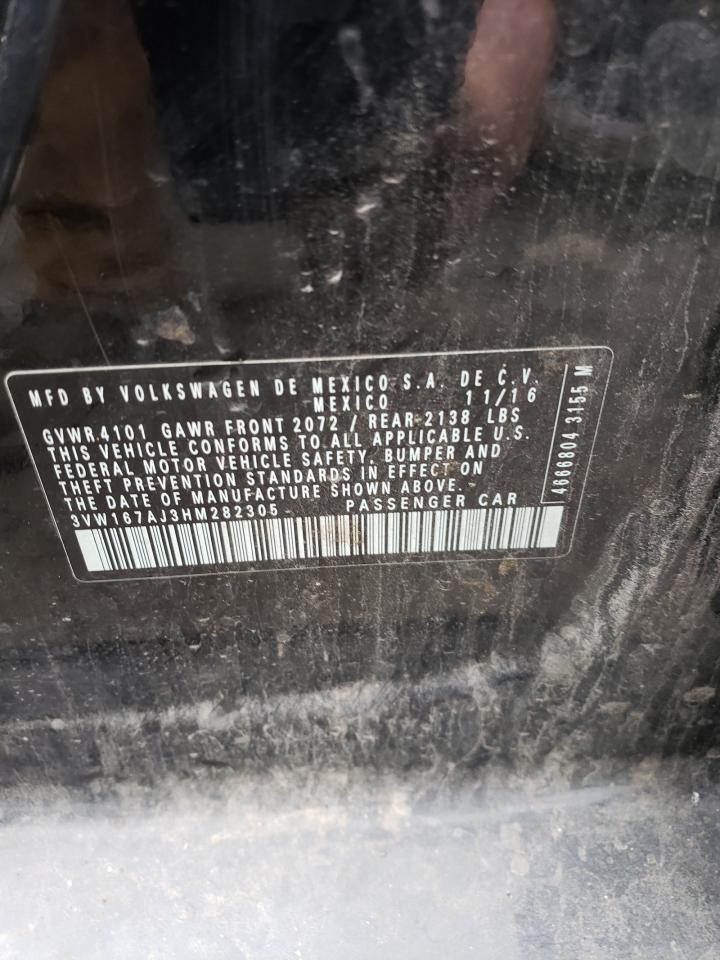 MFD BY VOLKSWAGEN DE MEXICO S.A. DE C.V.
MEXICO 11/16
GVWR 4101 GAWR FRONT 2072 / REAR 2138 LBS
THIS VEHICLE CONFORMS TO ALL APPLICABLE U.S.
FEDERAL MOTOR VEHICLE SAFETY, BUMPER AND
THEFT PREVENTION STANDARDS IN EFFECT ON
THE DATE OF MANUFACTURE SHOWN ABOVE.
3VW167AJ3HM282305 PASSENGER CAR
4666804 3155 M